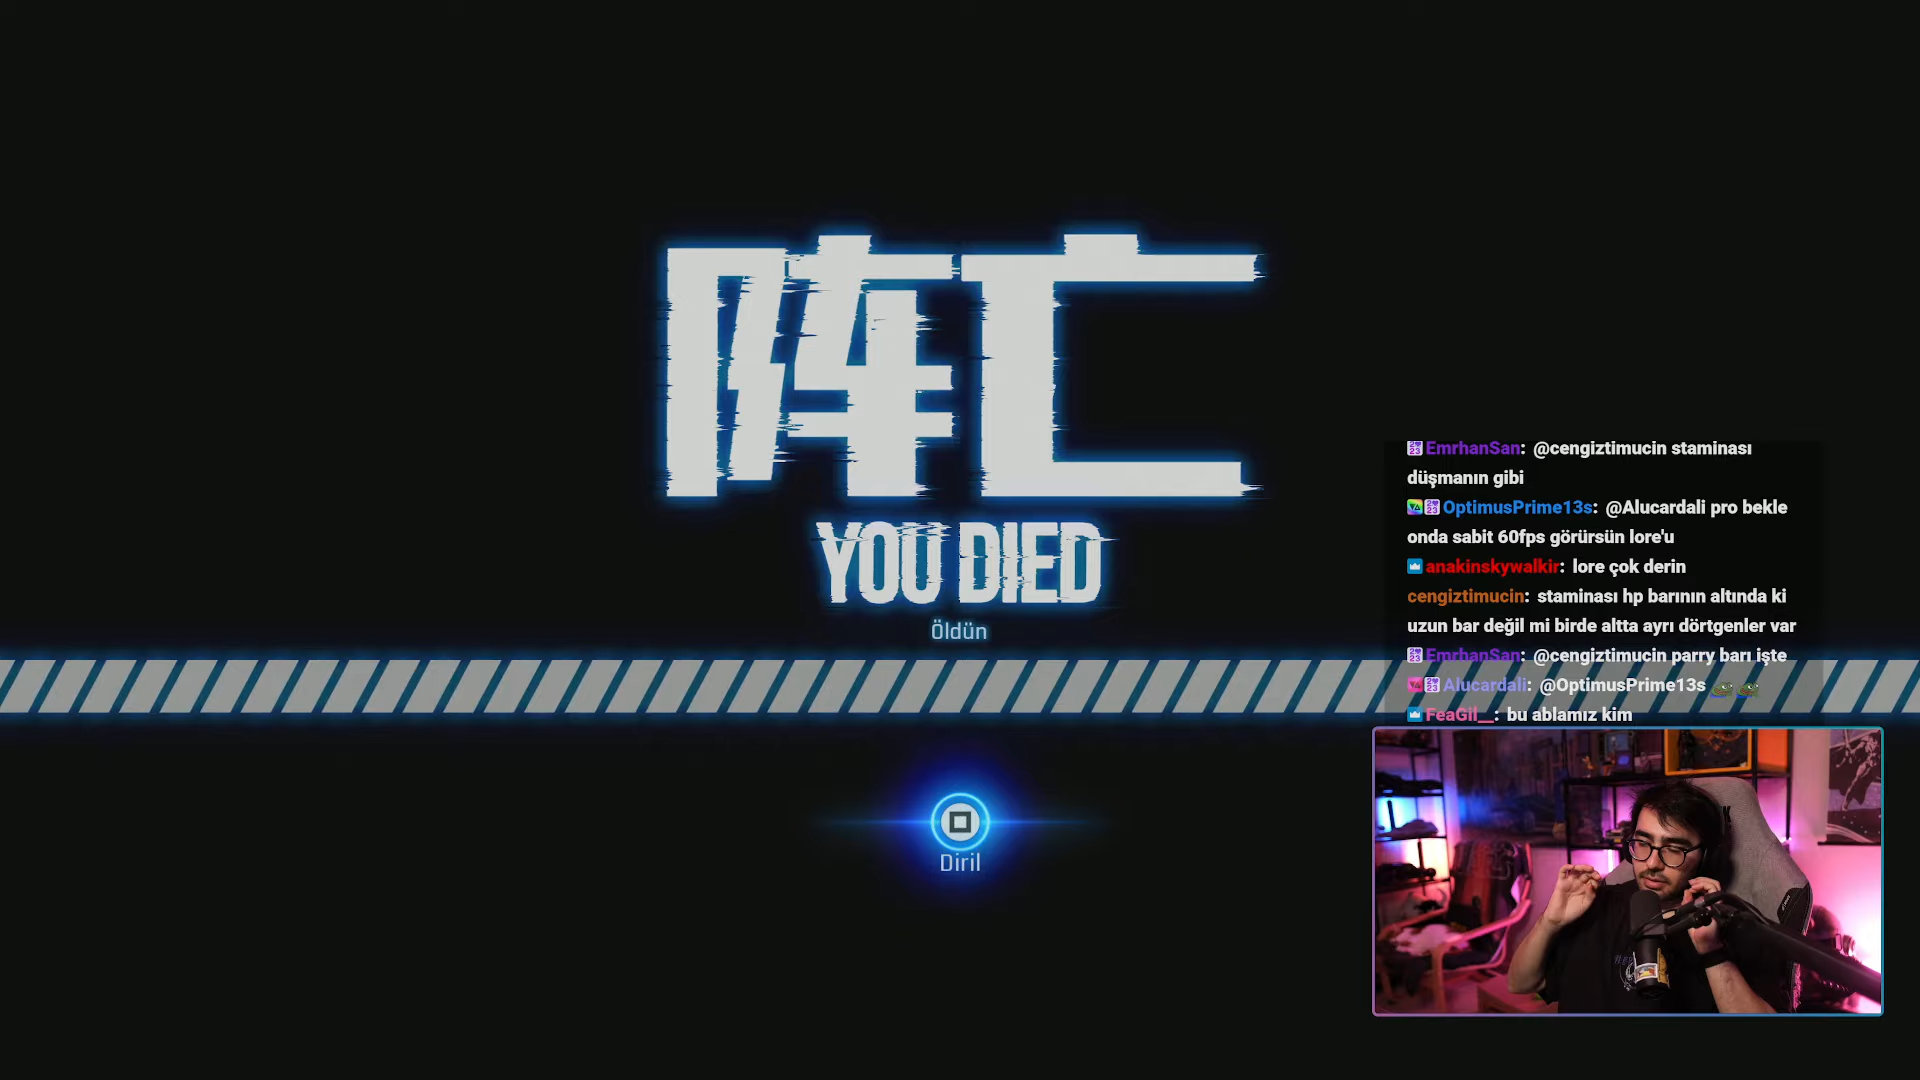 阵亡
YOU DIED
Öldün
Diril
EmrhanSan: @cengiztimucin staminası
düşmanın gibi
OptimusPrime13s: @Alucardali pro bekle
onda sabit 60fps görürsün lore'u
anakinskywalkir: lore çok derin
cengiztimucin: staminası hp barının altında ki
uzun bar değil mi birde altta ayrı dörtgenler var
EmrhanSan: @cengiztimucin parry barı işte
Alucardali: @OptimusPrime13s
FeaGil__: bu ablamız kim